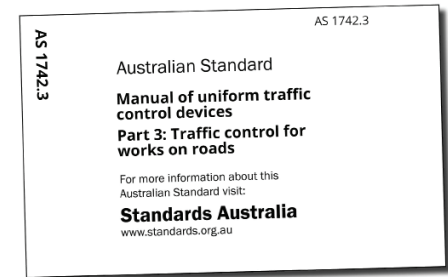 AS 1742.3
AS 1742.3
Australian Standard
Manual of uniform traffic
control devices
Part 3: Traffic control for
works on roads
For more information about this
Australian Standard visit:
Standards Australia
www.standards.org.au